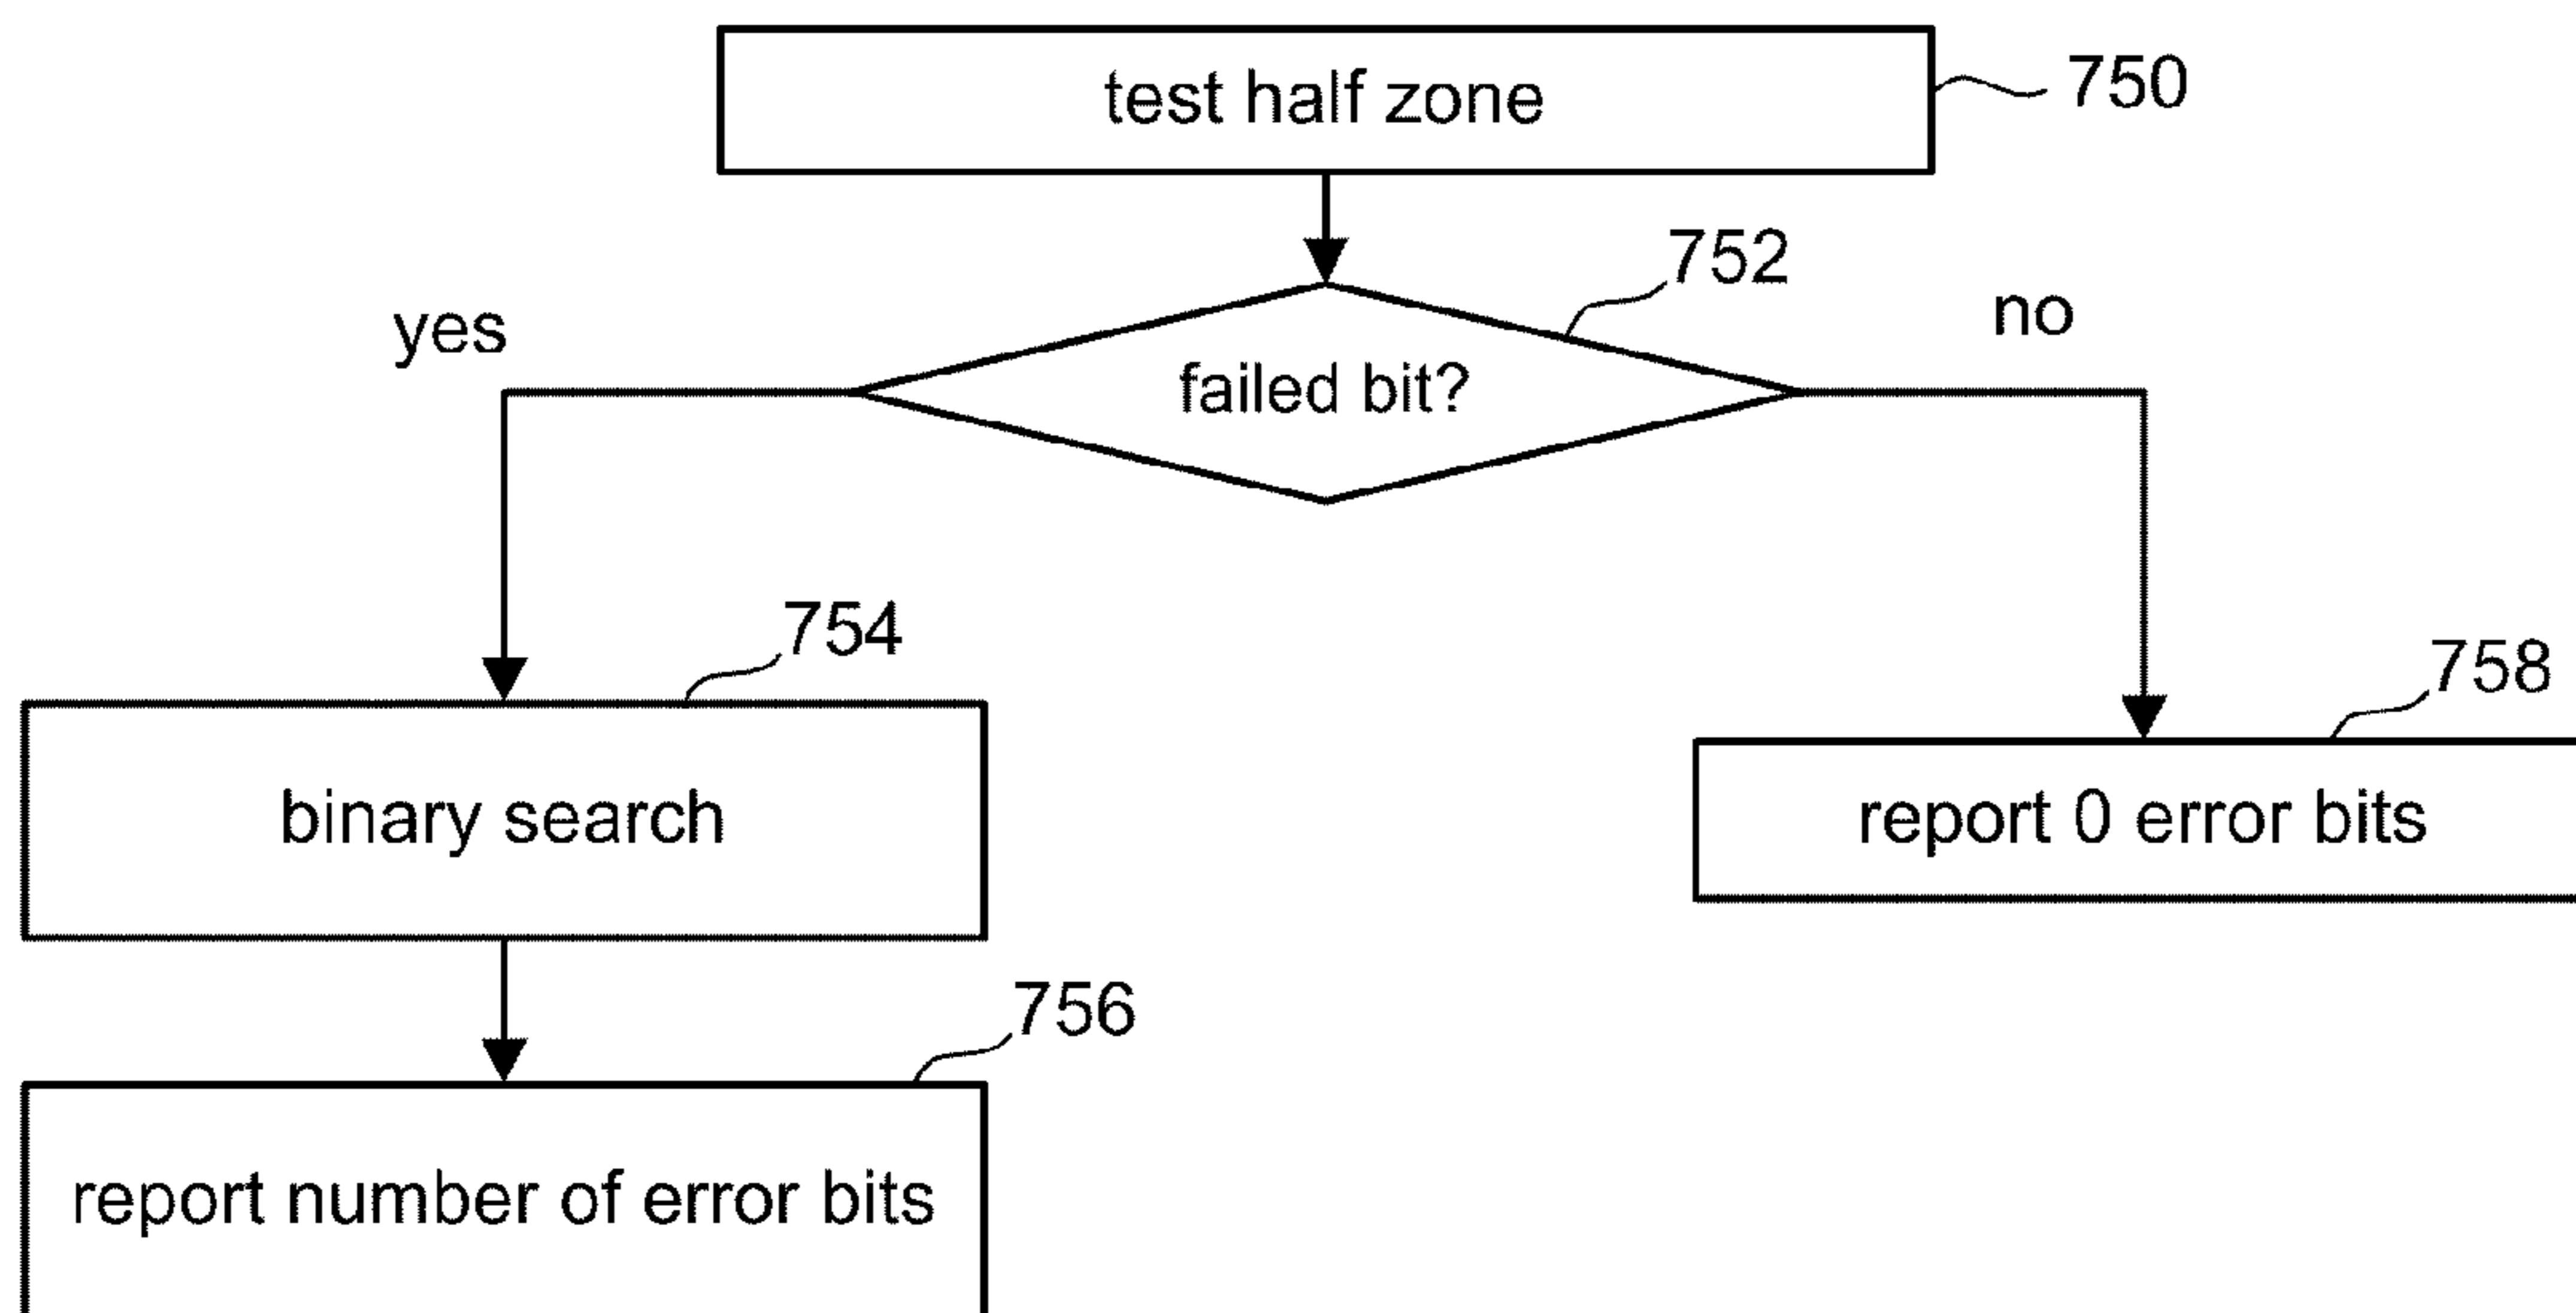 test half zone
750
752
yes
no
failed bit?
754
758
binary search
report 0 error bits
756
report number of error bits